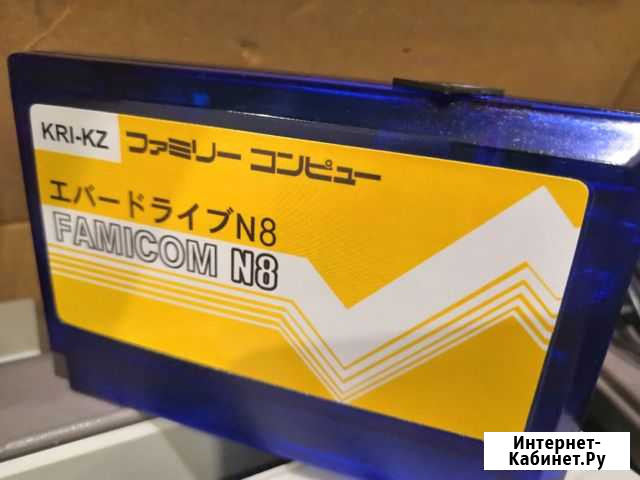 KRI-KZ
ファミリー コンピュー
エバードライブN8
FAMICOM N8
Интернет-
Кабинет.Ру